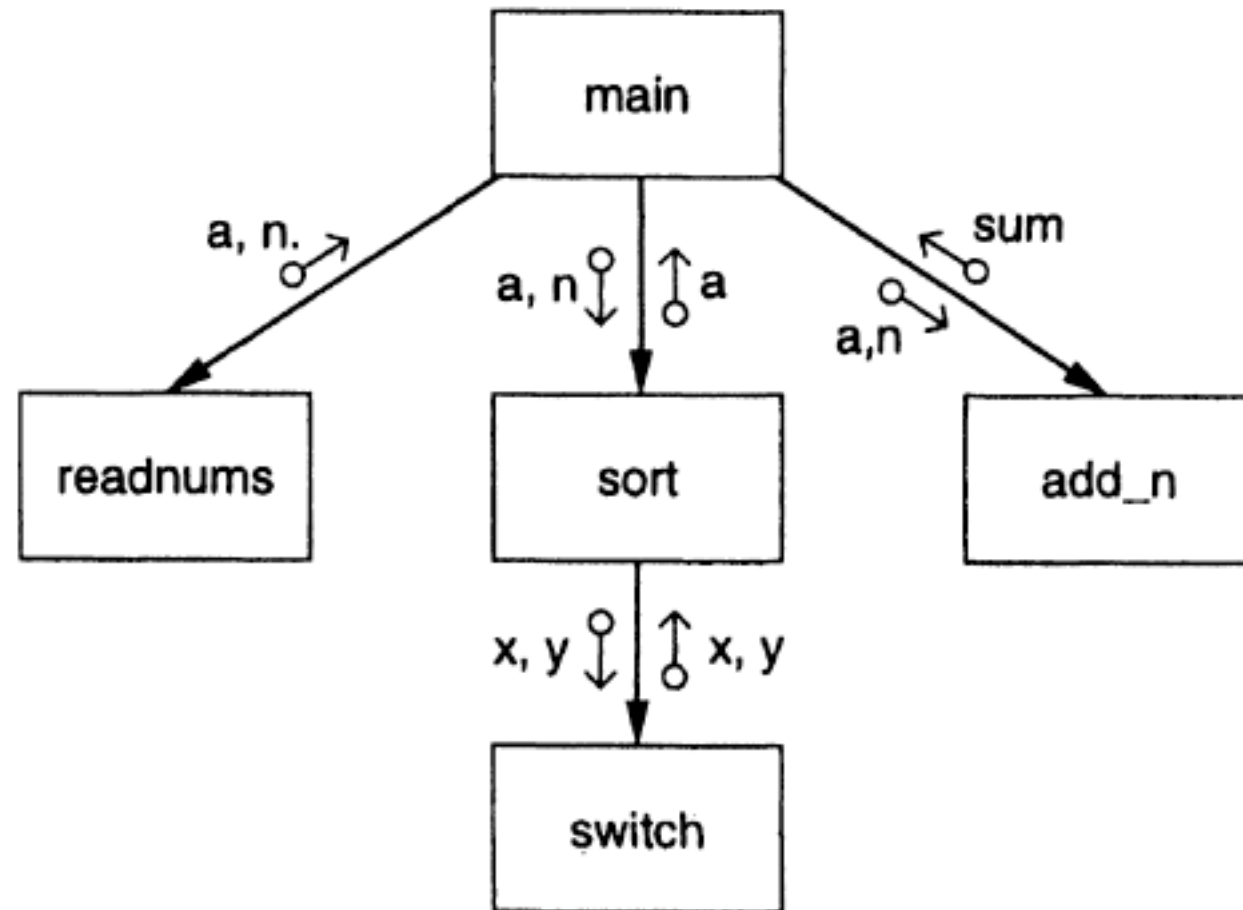 main
a, n.
sum
a, n
a
a,n
readnums
sort
add_n
x, y
x, y
switch